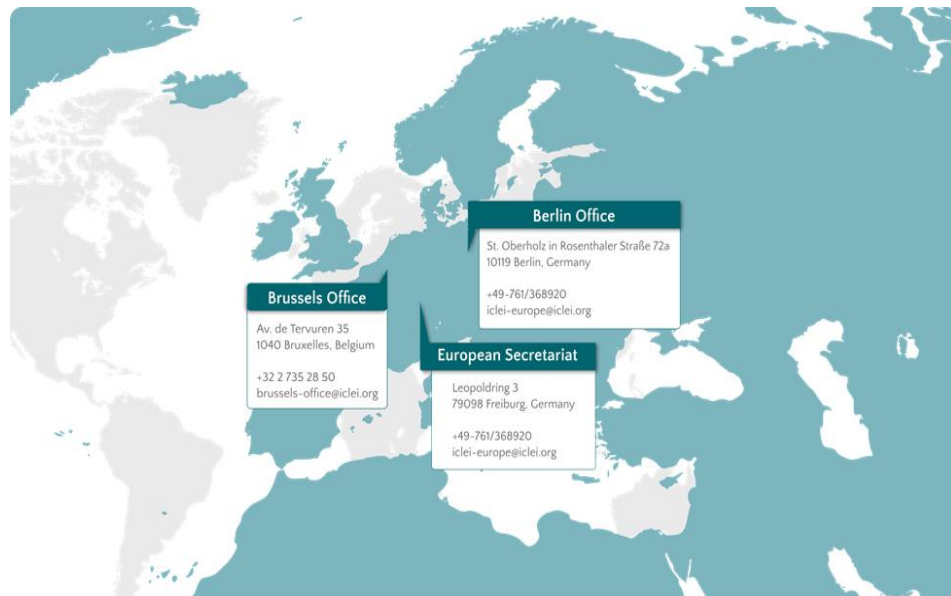 Berlin Office
St. Oberholz in Rosenthaler Straße 72a
10119 Berlin, Germany
+49-761/368920
iclei-europe@iclei.org
Brussels Office
Av. de Tervuren 35
1040 Bruxelles, Belgium
+32 2 735 28 50
brussels-office@iclei.org
European Secretariat
Leopoldring 3
79098 Freiburg, Germany
+49-761/368920
iclei-europe@iclei.org